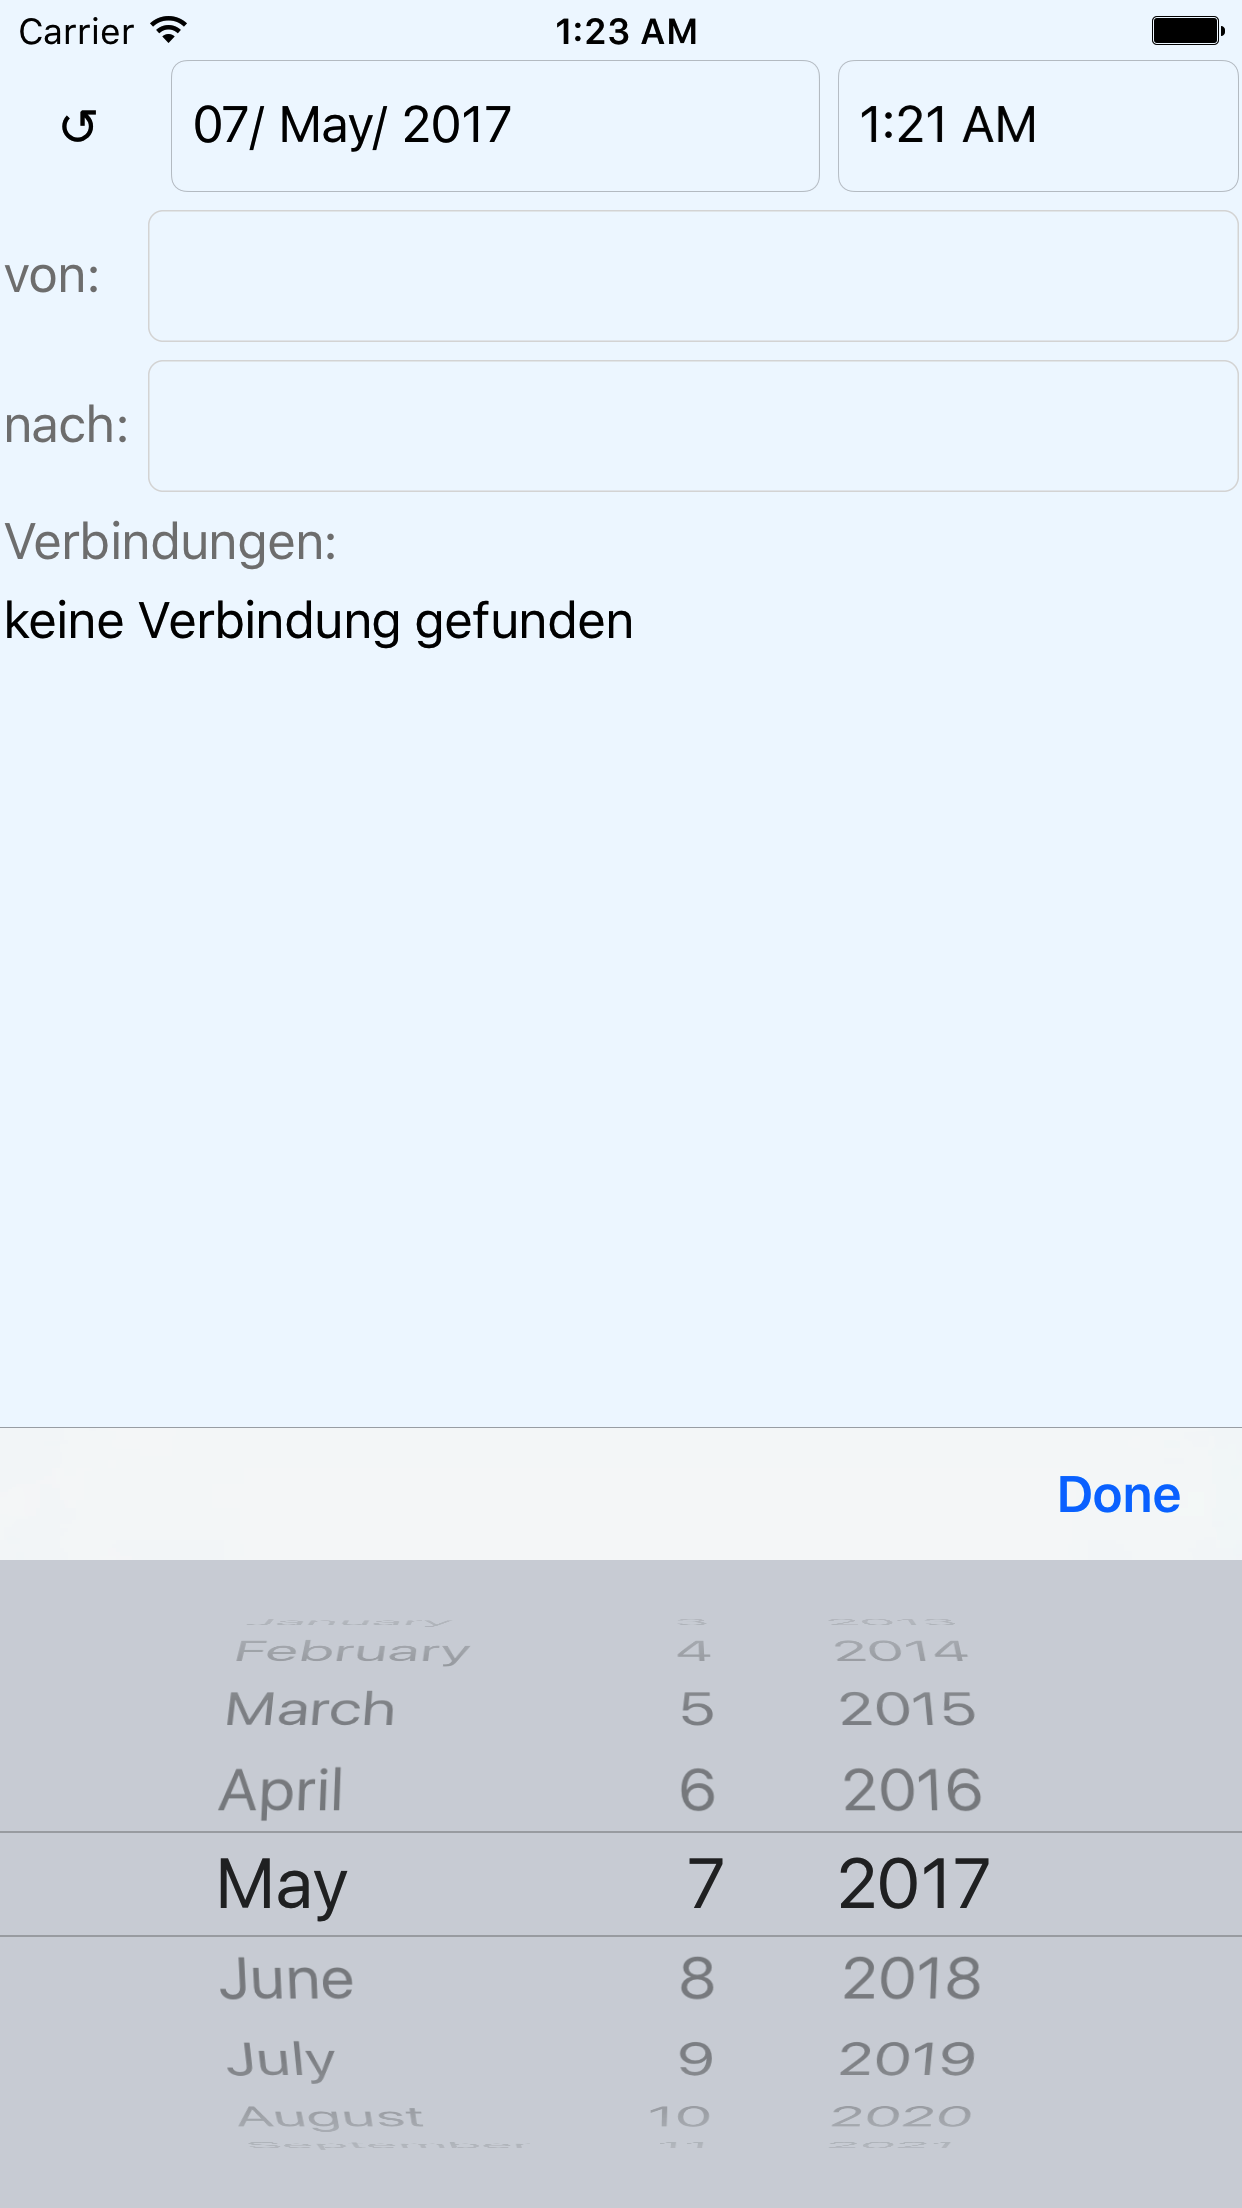 Carrier 1:23 AM
↺ 07/ May/ 2017 1:21 AM
von:
nach:
Verbindungen:
keine Verbindung gefunden
Done
January 3 2013
February 4 2014
March 5 2015
April 6 2016
May 7 2017
June 8 2018
July 9 2019
August 10 2020
September 11 2021